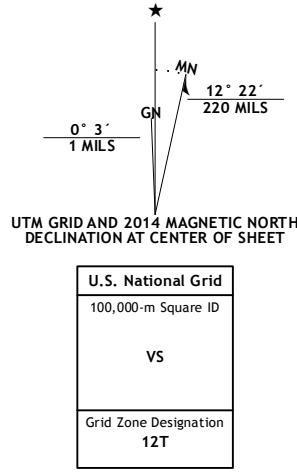 ★
MN
GN
12° 22´
220 MILS
0° 3´
1 MILS
UTM GRID AND 2014 MAGNETIC NORTH
DECLINATION AT CENTER OF SHEET
U.S. National Grid
100,000-m Square ID
VS
Grid Zone Designation
12T